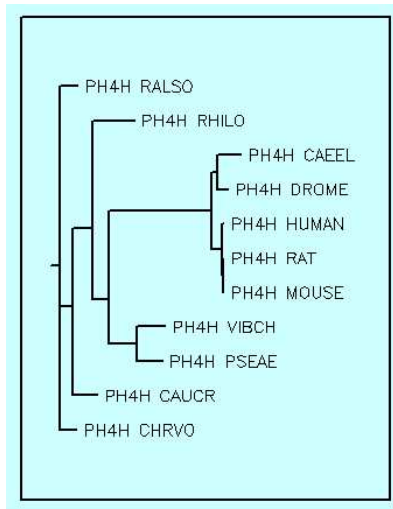 PH4H RALSO
PH4H RHILO
PH4H CAEEL
PH4H DROME
PH4H HUMAN
PH4H RAT
PH4H MOUSE
PH4H VIBCH
PH4H PSEAE
PH4H CAUCR
PH4H CHRVO